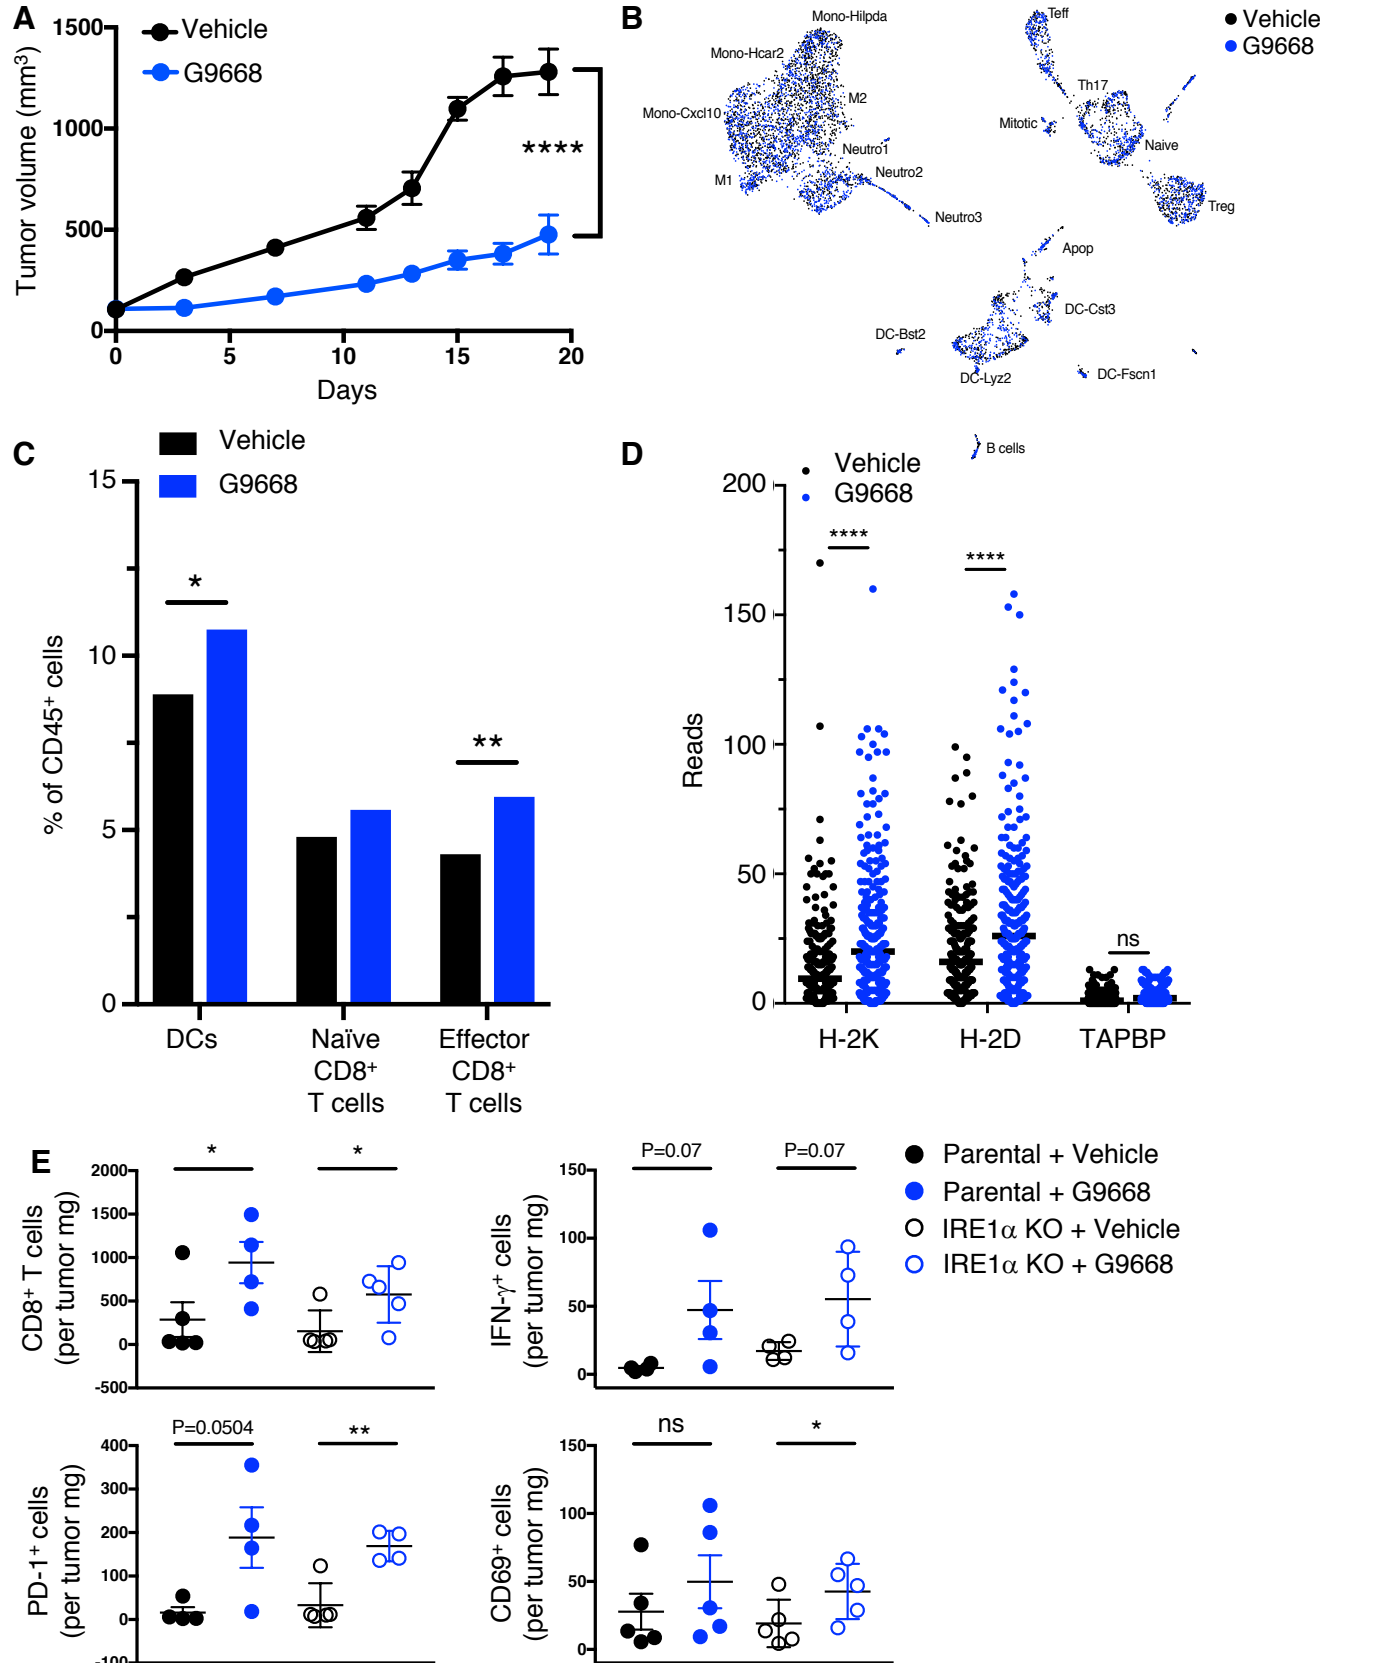 A
Tumor volume (mm³)
1500
1000
500
0
0 5 10 15 20
Days
Vehicle
G9668
****
B
Vehicle
G9668
Mono-Hilpda
Mono-Hcar2
Mono-Cxcl10
M2
M1
Neutro1
Neutro2
Neutro3
Teff
Th17
Mitotic
Naive
Treg
Apop
DC-Cst3
DC-Bst2
DC-Lyz2
DC-Fscn1
B cells
C
Vehicle
G9668
% of CD45⁺ cells
15
10
5
0
*
**
DCs
Naïve
CD8⁺
T cells
Effector
CD8⁺
T cells
D
Vehicle
G9668
Reads
200
150
100
50
0
****
****
ns
H-2K
H-2D
TAPBP
E
CD8⁺ T cells
(per tumor mg)
2000
1500
1000
500
0
-500
*
*
IFN-γ⁺ cells
(per tumor mg)
150
100
50
0
P=0.07
P=0.07
Parental + Vehicle
Parental + G9668
IRE1α KO + Vehicle
IRE1α KO + G9668
PD-1⁺ cells
(per tumor mg)
400
300
200
100
0
-100
P=0.0504
**
CD69⁺ cells
(per tumor mg)
150
100
50
0
ns
*